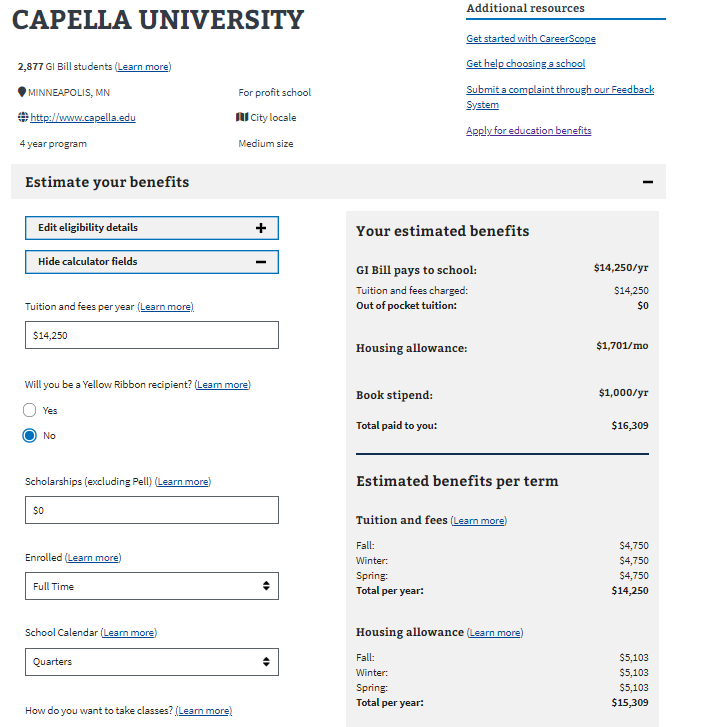 CAPELLA UNIVERSITY
2,877 GI Bill students (Learn more)
MINNEAPOLIS, MN
http://www.capella.edu
4 year program
For profit school
City locale
Medium size
Additional resources
Get started with CareerScope
Get help choosing a school
Submit a complaint through our Feedback
System
Apply for education benefits
Estimate your benefits
Edit eligibility details
Hide calculator fields
Tuition and fees per year (Learn more)
$14,250
Will you be a Yellow Ribbon recipient? (Learn more)
Yes
No
Scholarships (excluding Pell) (Learn more)
$0
Enrolled (Learn more)
Full Time
School Calendar (Learn more)
Quarters
How do you want to take classes? (Learn more)
Your estimated benefits
GI Bill pays to school: $14,250/yr
Tuition and fees charged: $14,250
Out of pocket tuition: $0
Housing allowance: $1,701/mo
Book stipend: $1,000/yr
Total paid to you: $16,309
Estimated benefits per term
Tuition and fees (Learn more)
Fall: $4,750
Winter: $4,750
Spring: $4,750
Total per year: $14,250
Housing allowance (Learn more)
Fall: $5,103
Winter: $5,103
Spring: $5,103
Total per year: $15,309